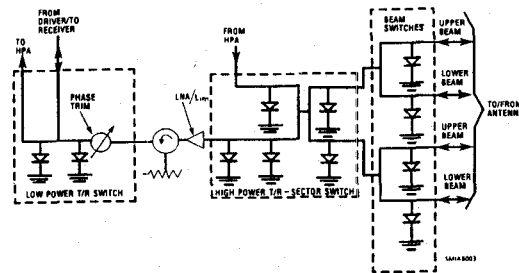 FROM
DRIVER/TO
RECEIVER
TO
HPA
PHASE
TRIM
LOW POWER T/R SWITCH
LNA/Lim
FROM
HPA
HIGH POWER T/R - SECTOR SWITCH
BEAM
SWITCHES
UPPER
BEAM
LOWER
BEAM
UPPER
BEAM
LOWER
BEAM
TO/FROM
ANTENNA